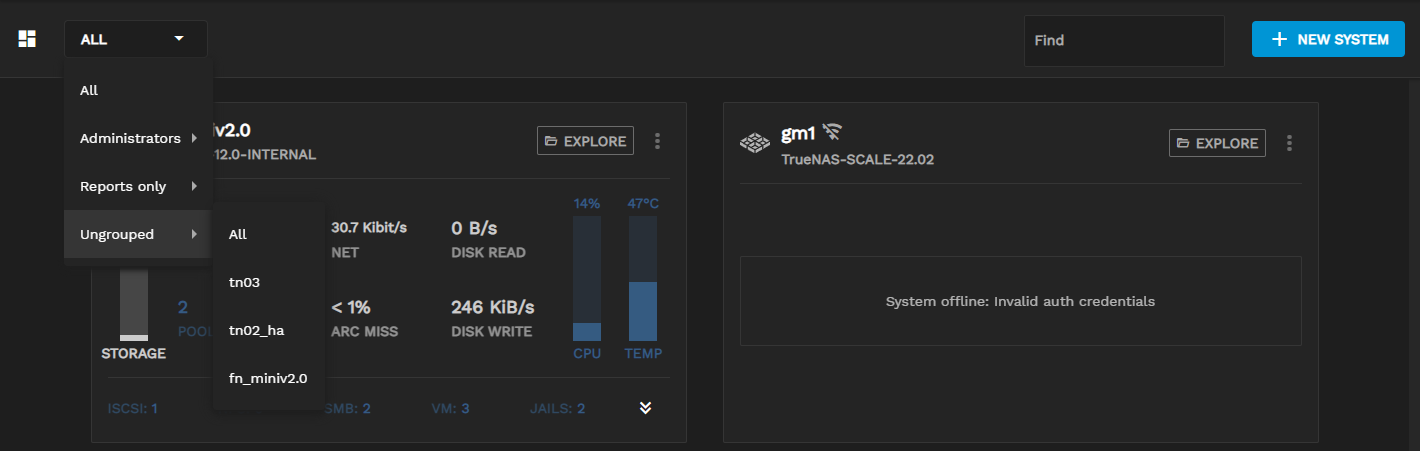 ALL
Find
+ NEW SYSTEM
All
Administrators
Reports only
Ungrouped
All
tn03
tn02_ha
fn_miniv2.0
iv2.0
-12.0-INTERNAL
EXPLORE
30.7 Kibit/s
NET
0 B/s
DISK READ
14%
47°C
2
POOL
< 1%
ARC MISS
246 KiB/s
DISK WRITE
STORAGE
CPU
TEMP
ISCSI: 1
SMB: 2
VM: 3
JAILS: 2
gm1
TrueNAS-SCALE-22.02
EXPLORE
System offline: Invalid auth credentials